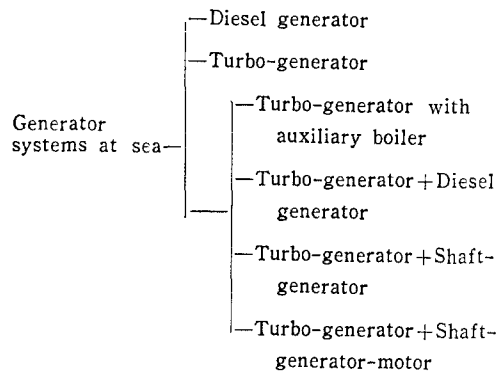 Diesel generator
Turbo-generator
Generator
systems at sea
Turbo-generator with
auxiliary boiler
Turbo-generator+Diesel
generator
Turbo-generator+Shaft-
generator
Turbo-generator+Shaft-
generator-motor